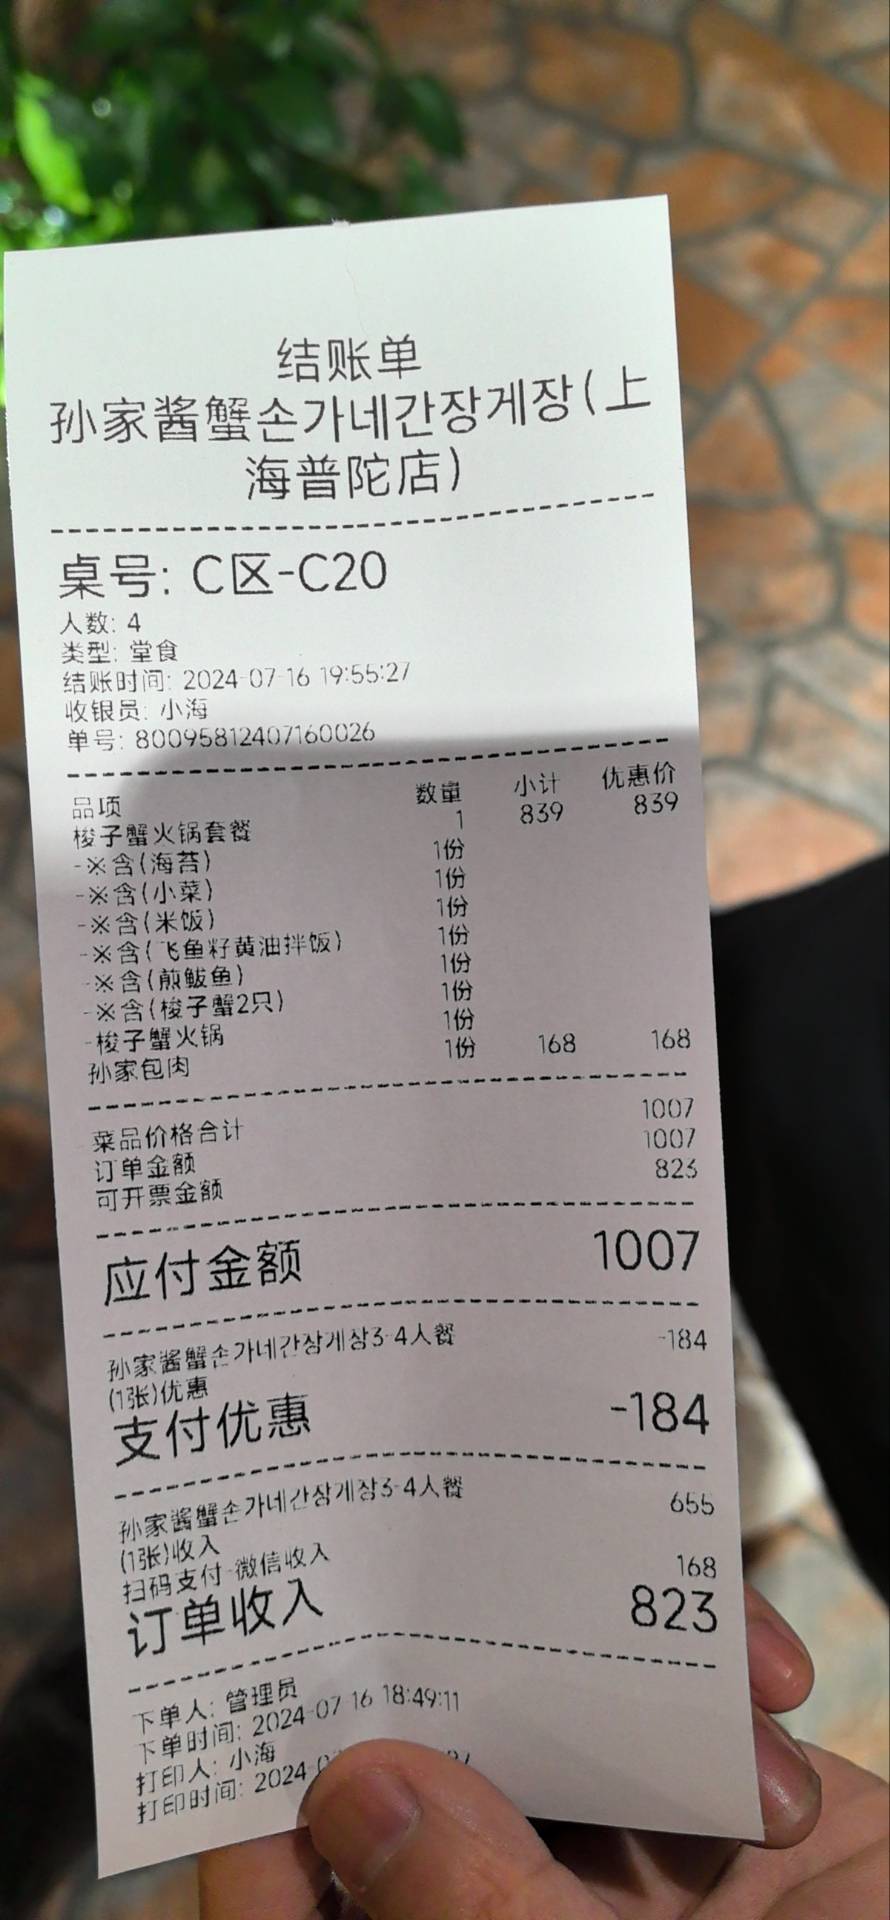 结账单
孙家酱蟹손가네간장게장(上
海普陀店)
桌号: C区-C20
人数: 4
类型: 堂食
结账时间: 2024-07-16 19:55:27
收银员: 小海
单号: 80095812407160026
品项 数量 小计 优惠价
梭子蟹火锅套餐 1 839 839
-※含(海苔) 1份
-※含(小菜) 1份
-※含(米饭) 1份
-※含(飞鱼籽黄油拌饭) 1份
-※含(煎鲅鱼) 1份
-※含(梭子蟹2只) 1份
-梭子蟹火锅 1份
孙家包肉 1份 168 168
菜品价格合计 1007
订单金额 1007
可开票金额 823
应付金额 1007
孙家酱蟹손가네간장게장3-4人餐 -184
(1张)优惠
支付优惠 -184
孙家酱蟹손가네간장게장3-4人餐 655
(1张)收入
扫码支付-微信收入 168
订单收入 823
下单人: 管理员
下单时间: 2024-07-16 18:49:11
打印人: 小海
打印时间: 2024-